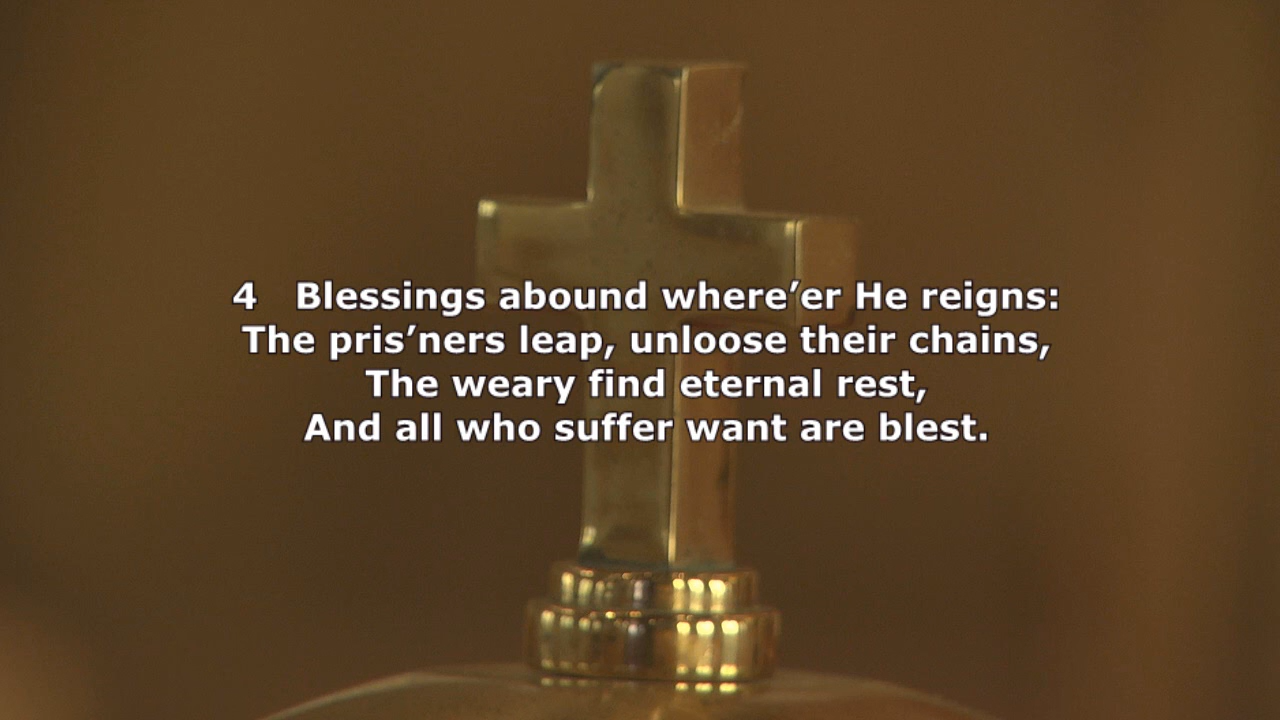 4 Blessings abound where’er He reigns:
The pris’ners leap, unloose their chains,
The weary find eternal rest,
And all who suffer want are blest.